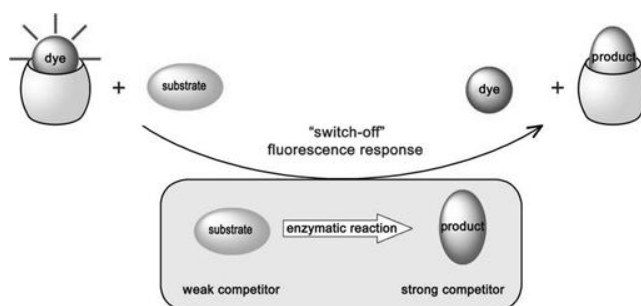 dye
+
substrate
dye
+
product
"switch-off"
fluorescence response
substrate
enzymatic reaction
product
weak competitor
strong competitor